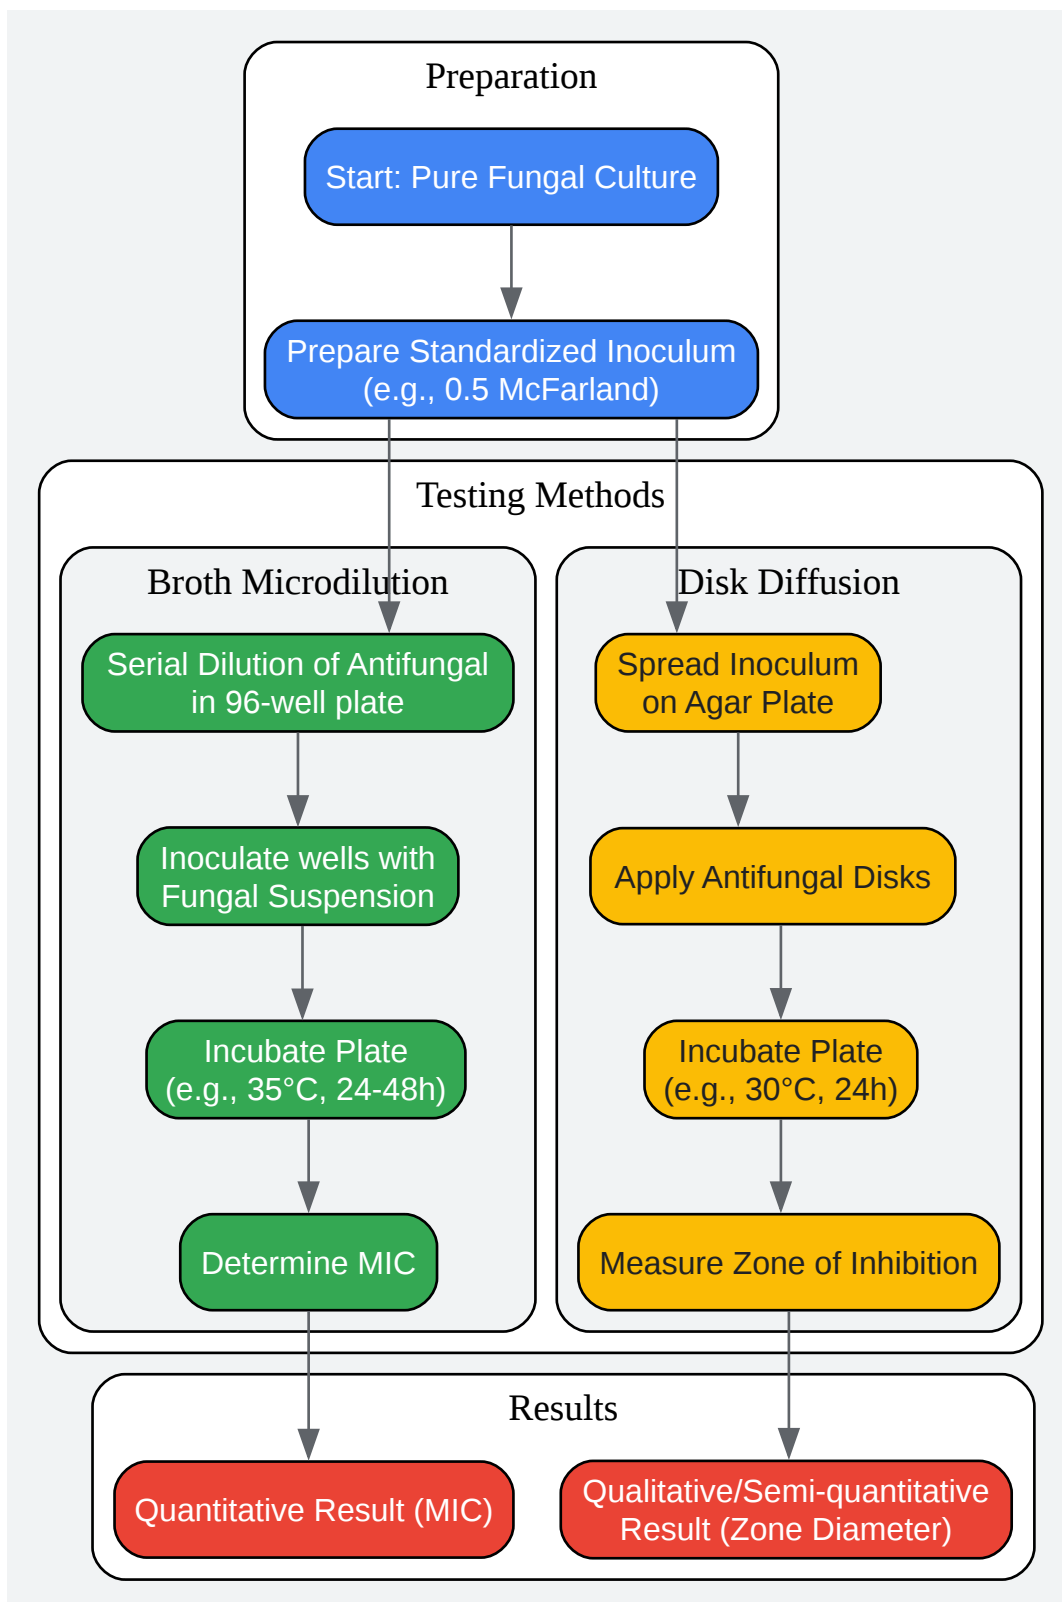 Preparation
Start: Pure Fungal Culture
Prepare Standardized Inoculum
(e.g., 0.5 McFarland)
Testing Methods
Broth Microdilution
Serial Dilution of Antifungal
in 96-well plate
Inoculate wells with
Fungal Suspension
Incubate Plate
(e.g., 35°C, 24-48h)
Determine MIC
Disk Diffusion
Spread Inoculum
on Agar Plate
Apply Antifungal Disks
Incubate Plate
(e.g., 30°C, 24h)
Measure Zone of Inhibition
Results
Quantitative Result (MIC)
Qualitative/Semi-quantitative
Result (Zone Diameter)